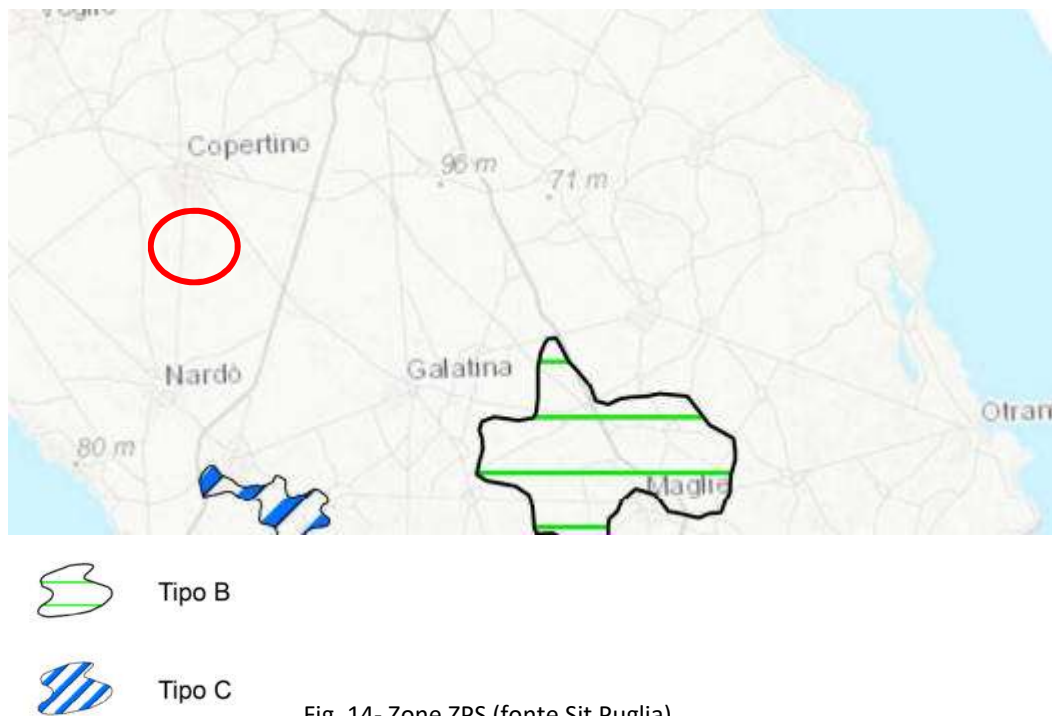 Copertino
96 m
71 m
Nardò
Galatina
Otran
80 m
Maglie
Tipo B
Tipo C
Fig. 14- Zone ZPS (fonte Sit Puglia)